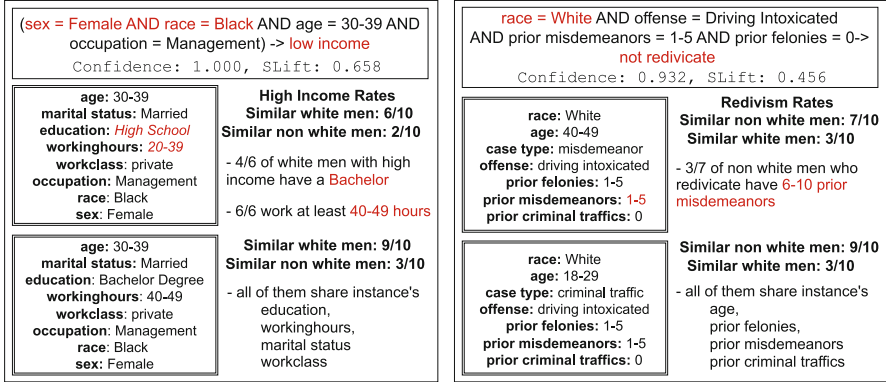 (sex = Female AND race = Black AND age = 30-39 AND
occupation = Management) -> low income
Confidence: 1.000, SLift: 0.658
age: 30-39
marital status: Married
education: High School
workinghours: 20-39
workclass: private
occupation: Management
race: Black
sex: Female
High Income Rates
Similar white men: 6/10
Similar non white men: 2/10
- 4/6 of white men with high
income have a Bachelor
- 6/6 work at least 40-49 hours
age: 30-39
marital status: Married
education: Bachelor Degree
workinghours: 40-49
workclass: private
occupation: Management
race: Black
sex: Female
Similar white men: 9/10
Similar non white men: 3/10
- all of them share instance's
education,
workinghours,
marital status
workclass
race = White AND offense = Driving Intoxicated
AND prior misdemeanors = 1-5 AND prior felonies = 0->
not redivicate
Confidence: 0.932, SLift: 0.456
race: White
age: 40-49
case type: misdemeanor
offense: driving intoxicated
prior felonies: 1-5
prior misdemeanors: 1-5
prior criminal traffics: 0
Redivism Rates
Similar non white men: 7/10
Similar white men: 3/10
- 3/7 of non white men who
redivicate have 6-10 prior
misdemeanors
race: White
age: 18-29
case type: criminal traffic
offense: driving intoxicated
prior felonies: 1-5
prior misdemeanors: 1-5
prior criminal traffics: 0
Similar non white men: 9/10
Similar white men: 3/10
- all of them share instance's
age,
prior felonies,
prior misdemeanors
prior criminal traffics